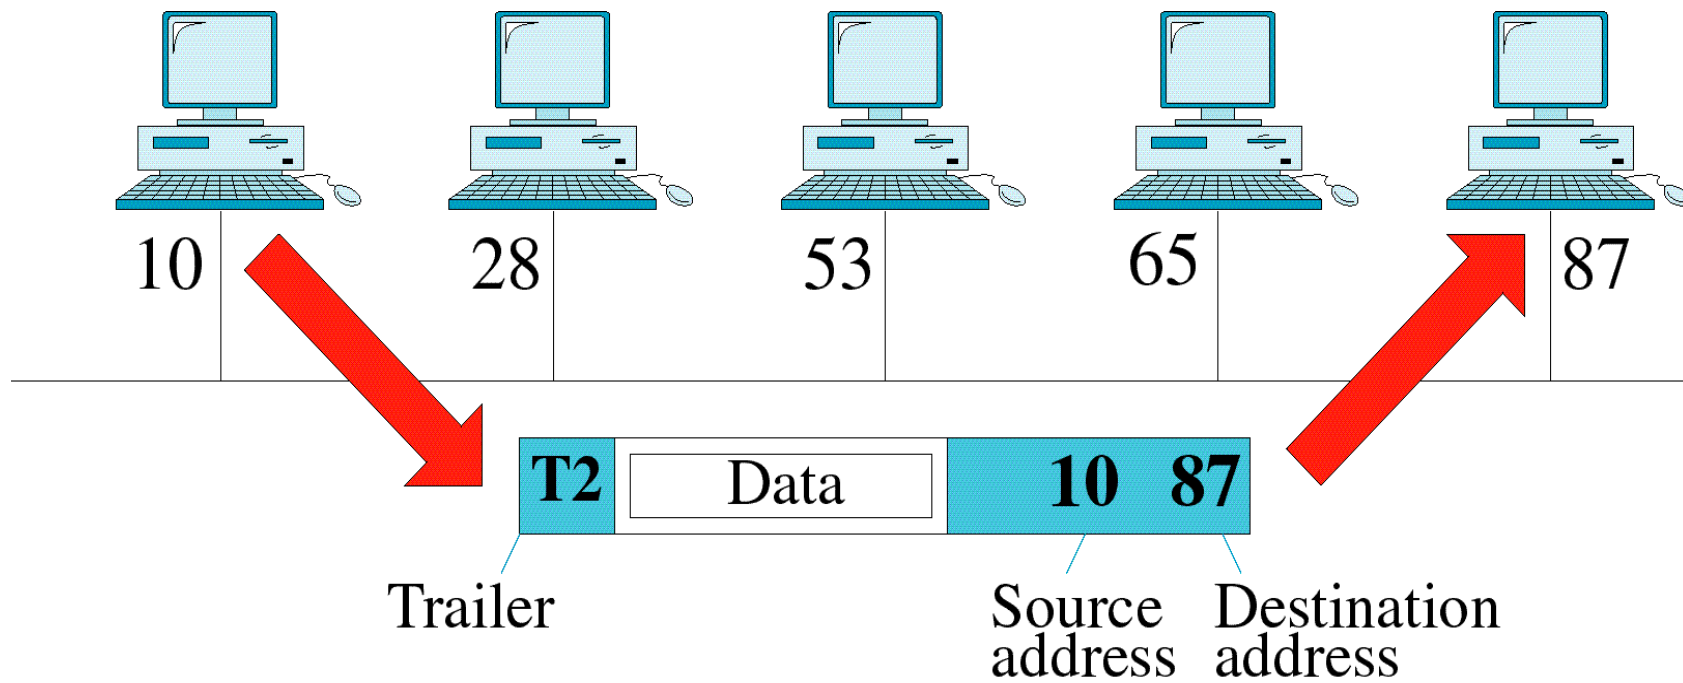 10
28
53
65
87
T2
Data
10
87
Trailer
Source
address
Destination
address